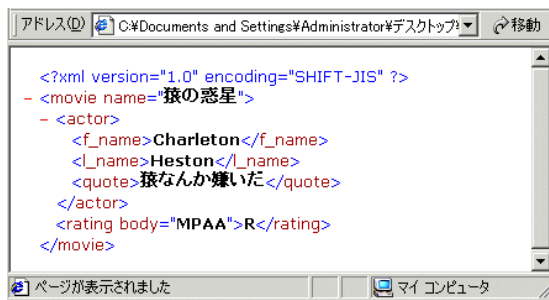 アドレス(D) C:¥Documents and Settings¥Administrator¥デスクトップ¥ 移動
<?xml version="1.0" encoding="SHIFT-JIS" ?>
- <movie name="猿の惑星">
- <actor>
<f_name>Charleton</f_name>
<l_name>Heston</l_name>
<quote>猿なんか嫌いだ</quote>
</actor>
<rating body="MPAA">R</rating>
</movie>
ページが表示されました マイ コンピュータ